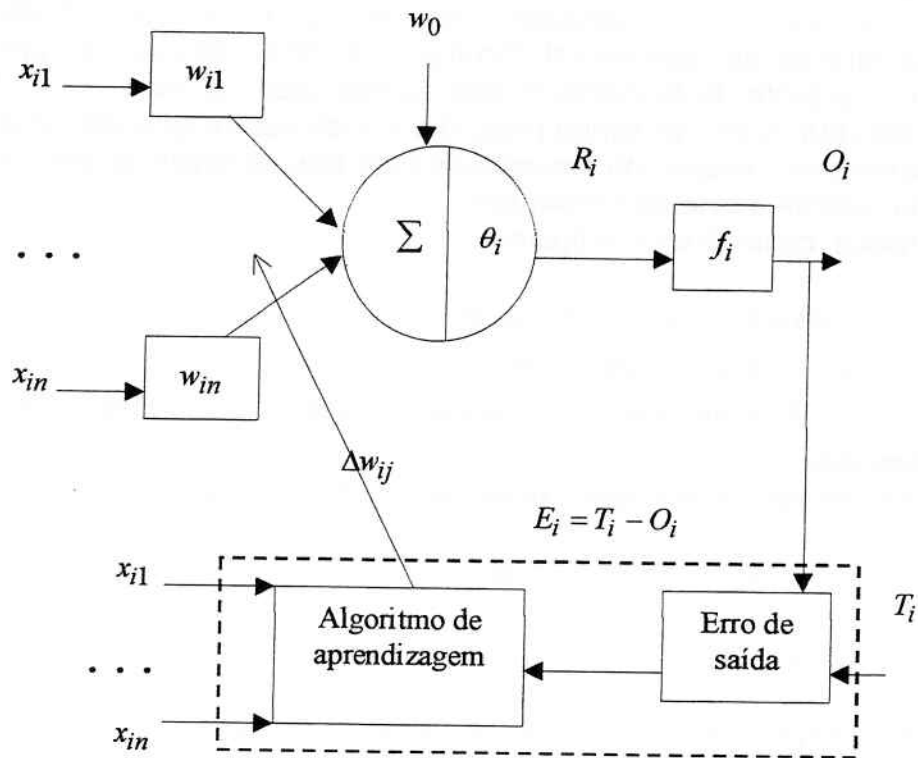 w0
xi1
wi1
Ri
Oi
Σ
θi
fi
. . .
xin
win
Δwij
Ei = Ti − Oi
xi1
Algoritmo de
aprendizagem
Erro de
saída
Ti
. . .
xin